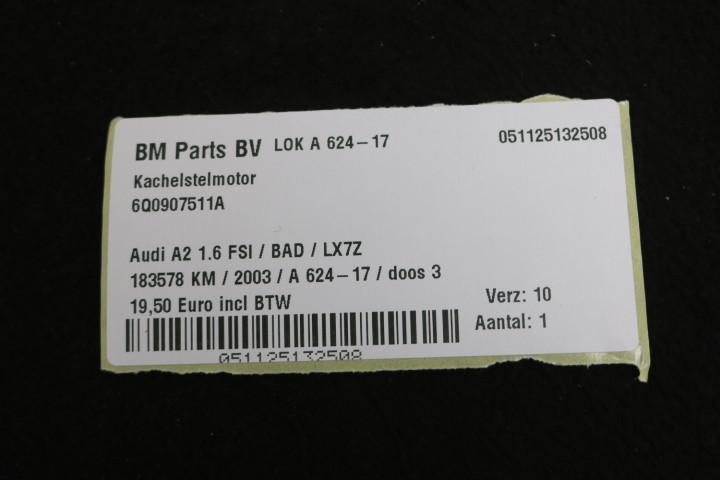 BM Parts BV LOK A 624-17 051125132508
Kachelstelmotor
6Q0907511A
Audi A2 1.6 FSI / BAD / LX7Z
183578 KM / 2003 / A 624-17 / doos 3
19,50 Euro incl BTW
Verz: 10
Aantal: 1
051125132508